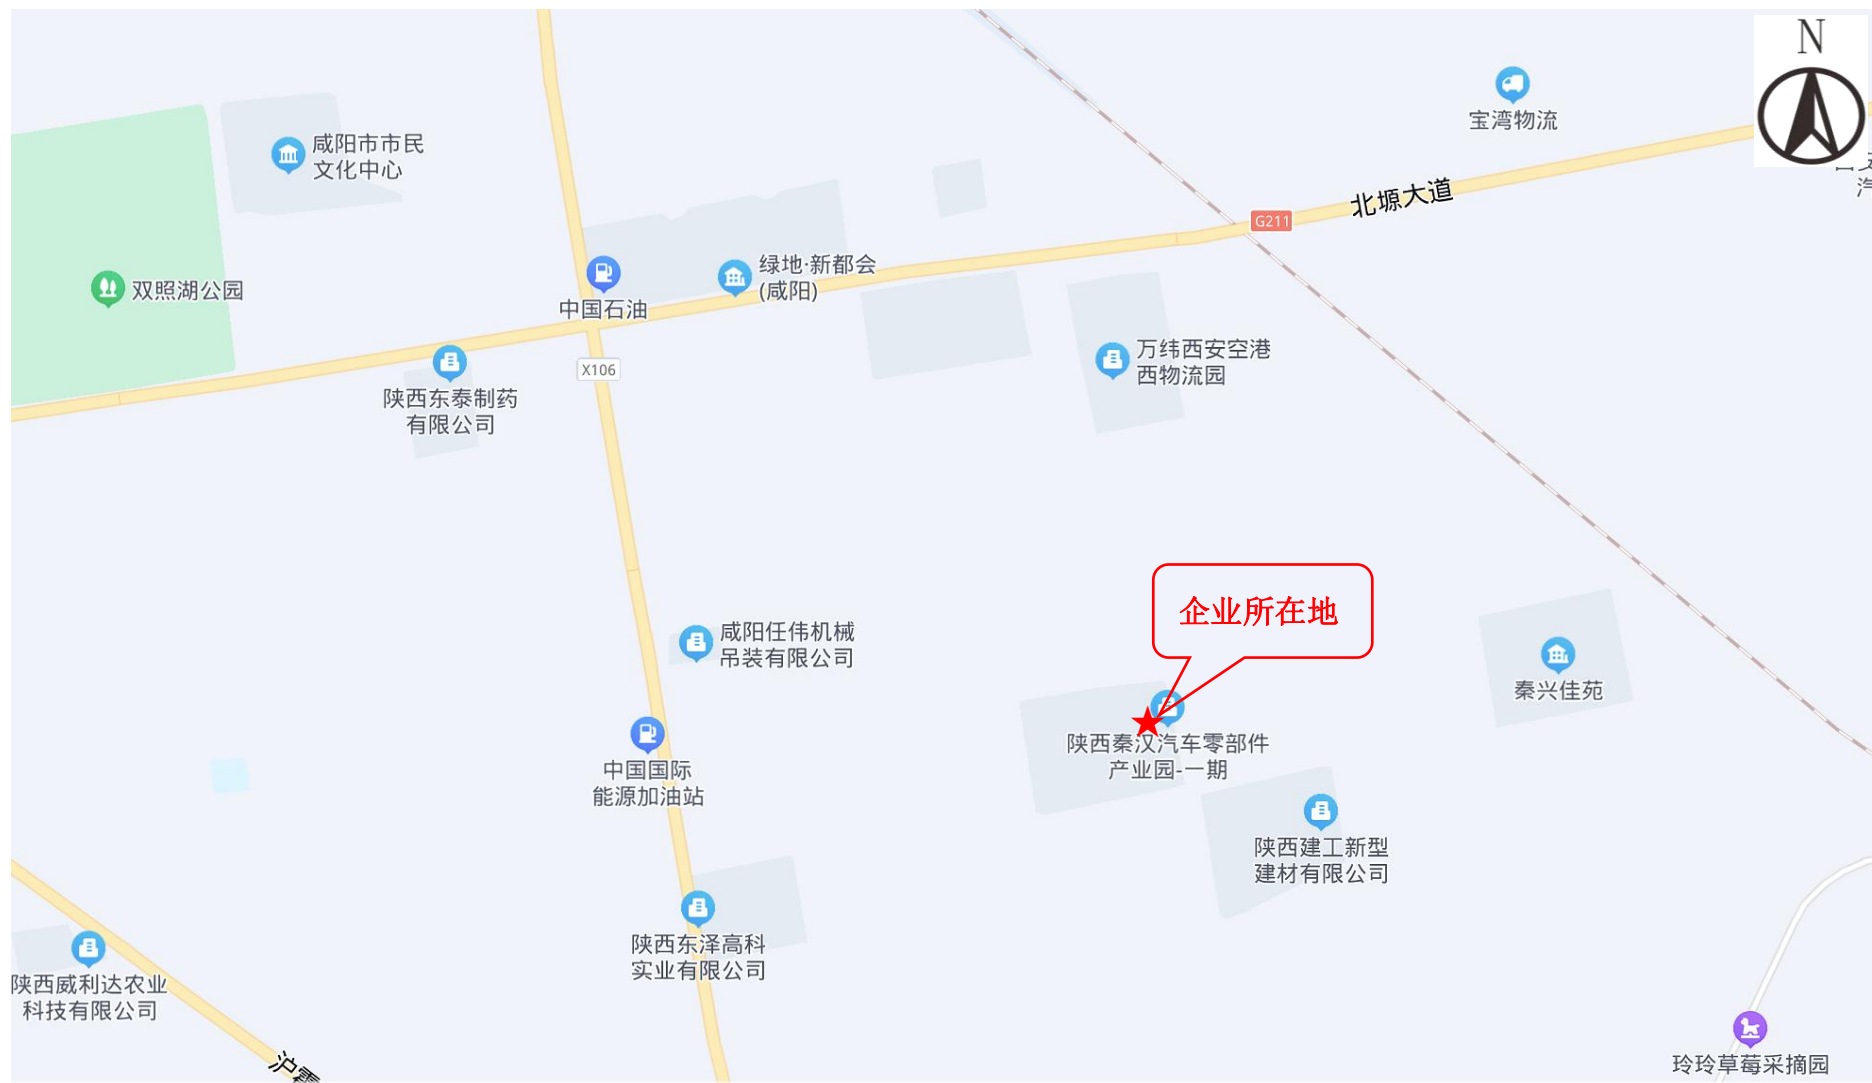 N
宝湾物流
咸阳市市民
文化中心
北塬大道
G211
绿地·新都会
(咸阳)
双照湖公园
中国石油
X106
万纬西安空港
西物流园
陕西东泰制药
有限公司
企业所在地
咸阳任伟机械
吊装有限公司
秦兴佳苑
陕西秦汉汽车零部件
产业园-一期
中国国际
能源加油站
陕西建工新型
建材有限公司
陕西东泽高科
实业有限公司
陕西威利达农业
科技有限公司
沪霍
玲玲草莓采摘园